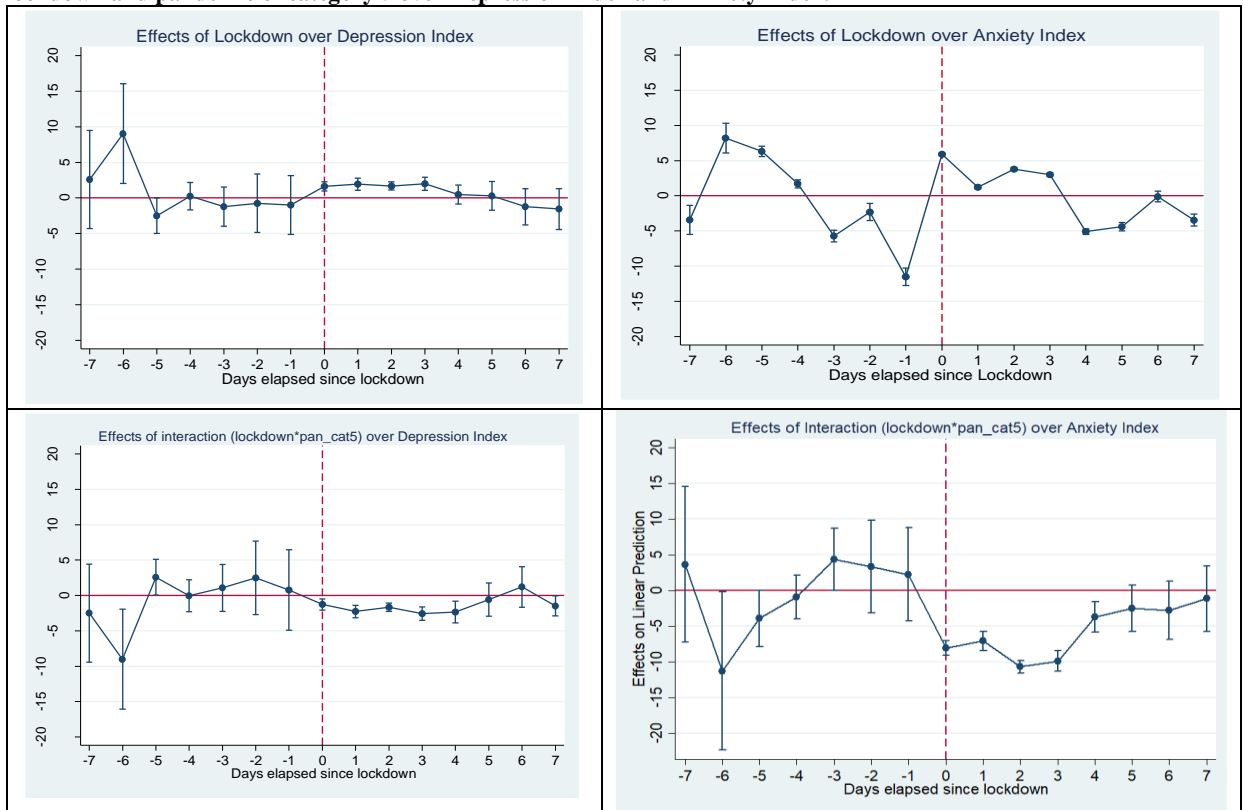 Effects of Lockdown over Depression Index
20
15
10
5
0
-5
-10
-15
-20
-7 -6 -5 -4 -3 -2 -1 0 1 2 3 4 5 6 7
Days elapsed since lockdown
Effects of Lockdown over Anxiety Index
20
15
10
5
0
-5
-10
-15
-20
-7 -6 -5 -4 -3 -2 -1 0 1 2 3 4 5 6 7
Days elapsed since Lockdown
Effects of interaction (lockdown*pan_cat5) over Depression Index
20
15
10
5
0
-5
-10
-15
-20
-7 -6 -5 -4 -3 -2 -1 0 1 2 3 4 5 6 7
Days elapsed since lockdown
Effects of Interaction (lockdown*pan_cat5) over Anxiety Index
Effects on Linear Prediction
20
15
10
5
0
-5
-10
-15
-20
-7 -6 -5 -4 -3 -2 -1 0 1 2 3 4 5 6 7
Days elapsed since lockdown